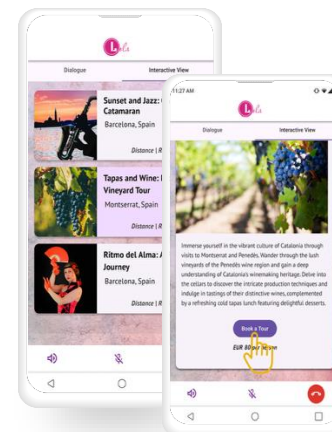 Lola
Dialogue
Interactive View
Sunset and Jazz:
Catamaran
Barcelona, Spain
Distance | R
Tapas and Wine:
Vineyard Tour
Montserrat, Spain
Distance | R
Ritmo del Alma: A
Journey
Barcelona, Spain
Distance | R
11:27 AM
Lola
Dialogue
Interactive View
Immerse yourself in the vibrant culture of Catalonia through
visits to Montserrat and Penedès. Wander through the lush
vineyards of the Penedès wine region and gain a deep
understanding of Catalonia's winemaking heritage. Delve into
the cellars to discover the intricate production techniques and
indulge in tastings of their distinctive wines, complemented
by a refreshing cold tapas lunch featuring delightful desserts.
Book a Tour
EUR 80 per person